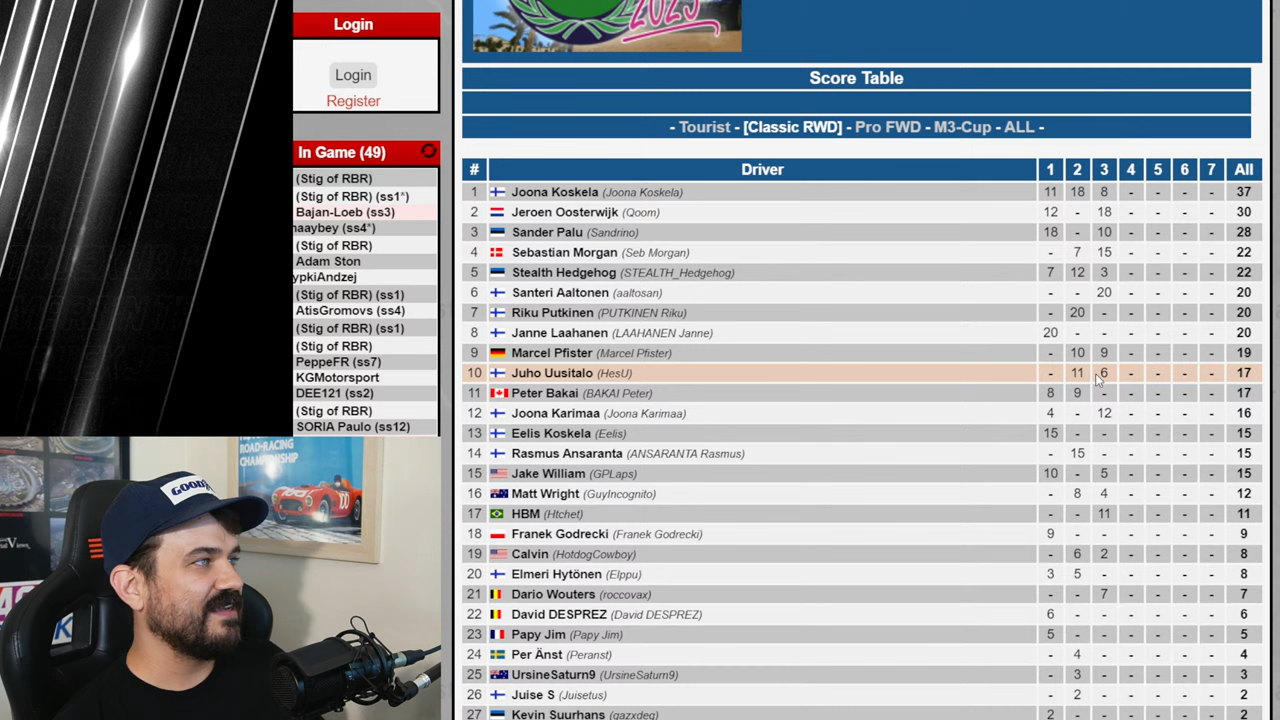 Login
Login
Register
In Game (49)
(Stig of RBR)
(Stig of RBR) (ss1*)
Bajan-Loeb (ss3)
naaybey (ss4*)
(Stig of RBR)
Adam Ston
ypkiAndzej
(Stig of RBR) (ss1)
AtisGromovs (ss4)
(Stig of RBR) (ss1)
(Stig of RBR)
PeppeFR (ss7)
KGMotorsport
DEE121 (ss2)
(Stig of RBR)
SORIA Paulo (ss12)
2025
Score Table
- Tourist - [Classic RWD] - Pro FWD - M3-Cup - ALL -
# Driver 1 2 3 4 5 6 7 All
1 Joona Koskela (Joona Koskela) 11 18 8 - - - - 37
2 Jeroen Oosterwijk (Qoom) 12 - 18 - - - - 30
3 Sander Palu (Sandrino) 18 - 10 - - - - 28
4 Sebastian Morgan (Seb Morgan) - 7 15 - - - - 22
5 Stealth Hedgehog (STEALTH_Hedgehog) 7 12 3 - - - - 22
6 Santeri Aaltonen (aaltosan) - - 20 - - - - 20
7 Riku Putkinen (PUTKINEN Riku) - 20 - - - - - 20
8 Janne Laahanen (LAAHANEN Janne) 20 - - - - - - 20
9 Marcel Pfister (Marcel Pfister) - 10 9 - - - - 19
10 Juho Uusitalo (HesU) - 11 6 - - - - 17
11 Peter Bakai (BAKAI Peter) 8 9 - - - - - 17
12 Joona Karimaa (Joona Karimaa) 4 - 12 - - - - 16
13 Eelis Koskela (Eelis) 15 - - - - - - 15
14 Rasmus Ansaranta (ANSARANTA Rasmus) - 15 - - - - - 15
15 Jake William (GPLaps) 10 - 5 - - - - 15
16 Matt Wright (GuyIncognito) - 8 4 - - - - 12
17 HBM (Htchet) - - 11 - - - - 11
18 Franek Godrecki (Franek Godrecki) 9 - - - - - - 9
19 Calvin (HotdogCowboy) - 6 2 - - - - 8
20 Elmeri Hytönen (Elppu) 3 5 - - - - - 8
21 Dario Wouters (roccovax) - - 7 - - - - 7
22 David DESPREZ (David DESPREZ) 6 - - - - - - 6
23 Papy Jim (Papy Jim) 5 - - - - - - 5
24 Per Änst (Peranst) - 4 - - - - - 4
25 UrsineSaturn9 (UrsineSaturn9) - 3 - - - - - 3
26 Juise S (Juisetus) - 2 - - - - - 2
27 Kevin Suurhans (gazxdeg) 2 - - - - - - 2
ROAD-RACING
CHAMPIONSHIP